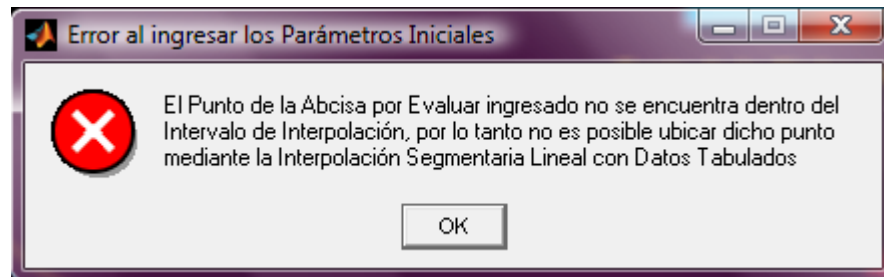 Error al ingresar los Parámetros Iniciales
El Punto de la Abcisa por Evaluar ingresado no se encuentra dentro del
Intervalo de Interpolación, por lo tanto no es posible ubicar dicho punto
mediante la Interpolación Segmentaria Lineal con Datos Tabulados
OK